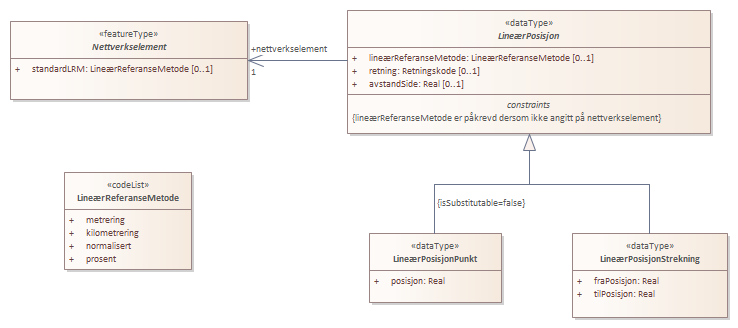 «featureType»
Nettverkselement
+ standardLRM: LineærReferanseMetode [0..1]
+nettverkselement
1
«dataType»
LineærPosisjon
+ lineærReferanseMetode: LineærReferanseMetode [0..1]
+ retning: Retningskode [0..1]
+ avstandSide: Real [0..1]
constraints
{lineærReferanseMetode er påkrevd dersom ikke angitt på nettverkselement}
«codeList»
LineærReferanseMetode
+ metrering
+ kilometrering
+ normalisert
+ prosent
{isSubstitutable=false}
«dataType»
LineærPosisjonPunkt
+ posisjon: Real
«dataType»
LineærPosisjonStrekning
+ fraPosisjon: Real
+ tilPosisjon: Real